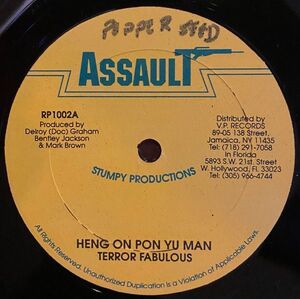 PEPPER SEED
ASSAULT
RP1002A
Produced by
Delroy (Doc) Graham
Bentley Jackson
& Mark Brown
Distributed by
V.P. RECORDS
89-05 138 Street,
Jamaica, NY 11435
Tel: (718) 291-7058
In Florida
5893 S.W. 21st. Street
W. Hollywood, FL 33023
Tel: (305) 966-4744
STUMPY PRODUCTIONS
HENG ON PON YU MAN
TERROR FABULOUS
All Rights Reserved. Unauthorized Duplication is a Violation of Applicable Laws.